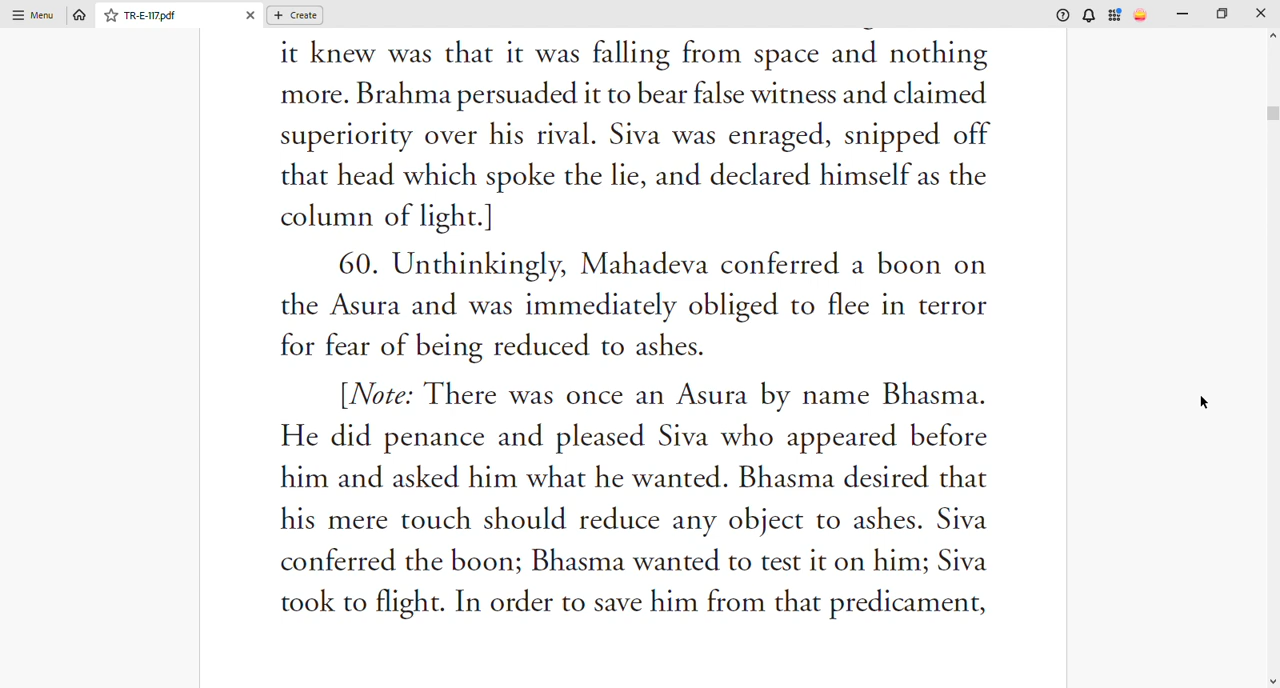 Menu
TR-E-117.pdf
Create
it knew was that it was falling from space and nothing
more. Brahma persuaded it to bear false witness and claimed
superiority over his rival. Siva was enraged, snipped off
that head which spoke the lie, and declared himself as the
column of light.]
60. Unthinkingly, Mahadeva conferred a boon on
the Asura and was immediately obliged to flee in terror
for fear of being reduced to ashes.
[Note: There was once an Asura by name Bhasma.
He did penance and pleased Siva who appeared before
him and asked him what he wanted. Bhasma desired that
his mere touch should reduce any object to ashes. Siva
conferred the boon; Bhasma wanted to test it on him; Siva
took to flight. In order to save him from that predicament,